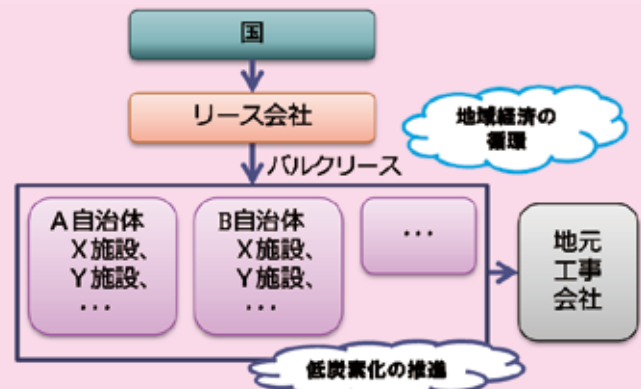 国
リース会社
地域経済の
循環
バルクリース
A自治体
X施設、
Y施設、
・・・
B自治体
X施設、
Y施設、
・・・
・・・
地元
工事
会社
低炭素化の推進